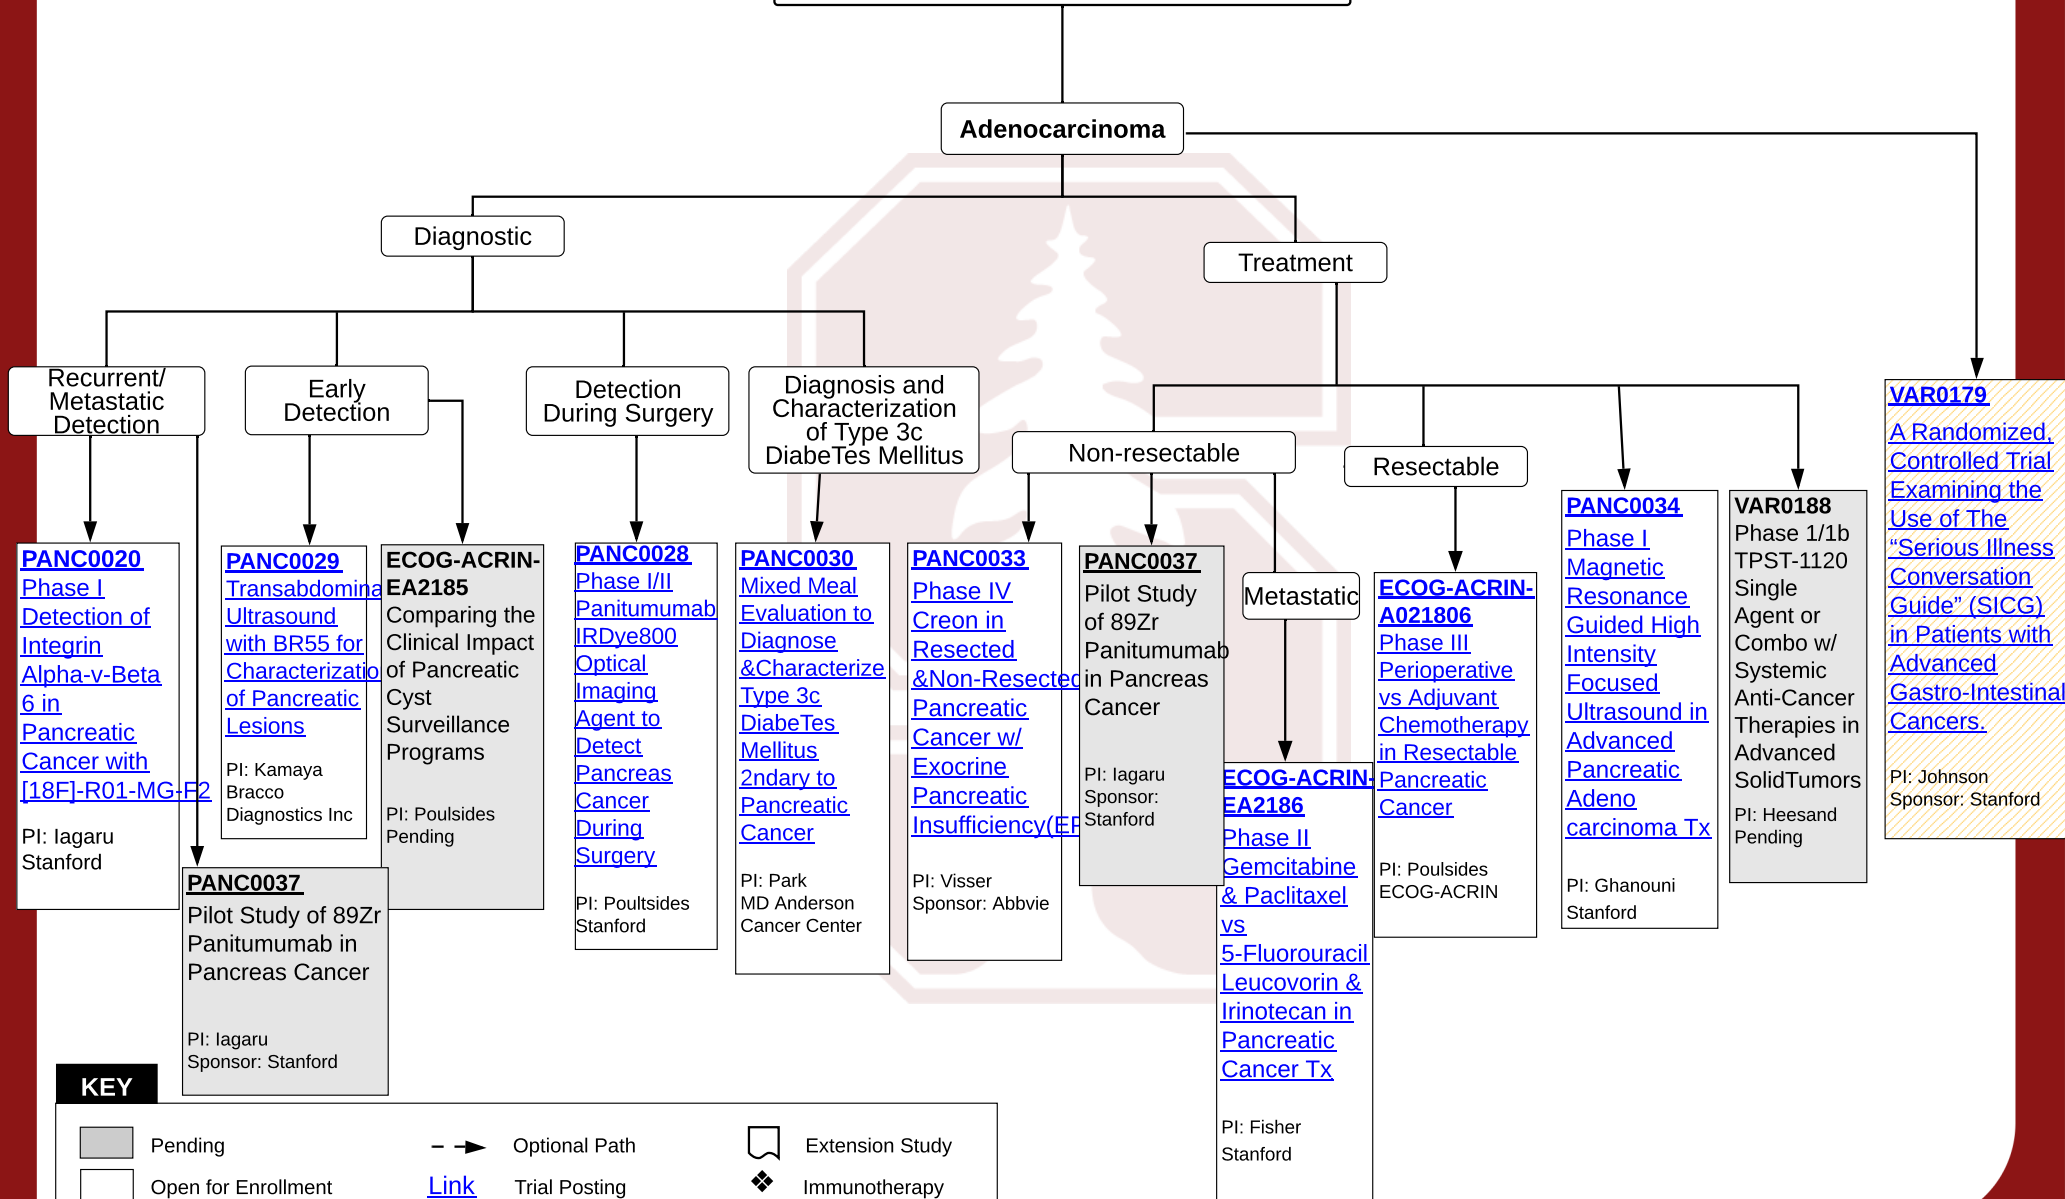 Adenocarcinoma
Diagnostic
Treatment
Recurrent/
Metastatic
Detection
Early
Detection
Detection
During Surgery
Diagnosis and
Characterization
of Type 3c
DiabeTes Mellitus
Non-resectable
Resectable
Metastatic
PANC0020
Phase I
Detection of
Integrin
Alpha-v-Beta
6 in
Pancreatic
Cancer with
[18F]-R01-MG-F2
PI: Iagaru
Stanford
PANC0037
Pilot Study of 89Zr
Panitumumab in
Pancreas Cancer
PI: Iagaru
Sponsor: Stanford
PANC0029
Transabdomina
Ultrasound
with BR55 for
Characterizatio
of Pancreatic
Lesions
PI: Kamaya
Bracco
Diagnostics Inc
ECOG-ACRIN-
EA2185
Comparing the
Clinical Impact
of Pancreatic
Cyst
Surveillance
Programs
PI: Poulsides
Pending
PANC0028
Phase I/II
Panitumumab
IRDye800
Optical
Imaging
Agent to
Detect
Pancreas
Cancer
During
Surgery
PI: Poultsides
Stanford
PANC0030
Mixed Meal
Evaluation to
Diagnose
&Characterize
Type 3c
DiabeTes
Mellitus
2ndary to
Pancreatic
Cancer
PI: Park
MD Anderson
Cancer Center
PANC0033
Phase IV
Creon in
Resected
&Non-Resected
Pancreatic
Cancer w/
Exocrine
Pancreatic
Insufficiency(EP
PI: Visser
Sponsor: Abbvie
PANC0037
Pilot Study
of 89Zr
Panitumumab
in Pancreas
Cancer
PI: Iagaru
Sponsor:
Stanford
ECOG-ACRIN-
EA2186
Phase II
Gemcitabine
& Paclitaxel
vs
5-Fluorouracil
Leucovorin &
Irinotecan in
Pancreatic
Cancer Tx
PI: Fisher
Stanford
ECOG-ACRIN-
A021806
Phase III
Perioperative
vs Adjuvant
Chemotherapy
in Resectable
Pancreatic
Cancer
PI: Poulsides
ECOG-ACRIN
PANC0034
Phase I
Magnetic
Resonance
Guided High
Intensity
Focused
Ultrasound in
Advanced
Pancreatic
Adeno
carcinoma Tx
PI: Ghanouni
Stanford
VAR0188
Phase 1/1b
TPST-1120
Single
Agent or
Combo w/
Systemic
Anti-Cancer
Therapies in
Advanced
SolidTumors
PI: Heesand
Pending
VAR0179
A Randomized,
Controlled Trial
Examining the
Use of The
“Serious Illness
Conversation
Guide” (SICG)
in Patients with
Advanced
Gastro-Intestinal
Cancers.
PI: Johnson
Sponsor: Stanford
KEY
Pending
Optional Path
Extension Study
Open for Enrollment
Link
Trial Posting
Immunotherapy